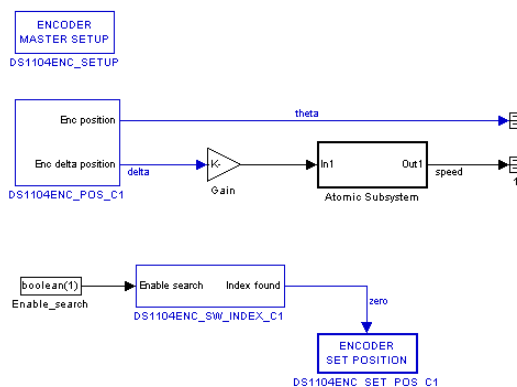 ENCODER
MASTER SETUP
DS1104ENC_SETUP
Enc position
theta
Enc delta position
delta
K-
Gain
In1
Out1
Atomic Subsystem
speed
1
DS1104ENC_POS_C1
boolean(1)
Enable_search
Enable search
Index found
DS1104ENC_SW_INDEX_C1
zero
ENCODER
SET POSITION
DS1104ENC_SET_POS_C1